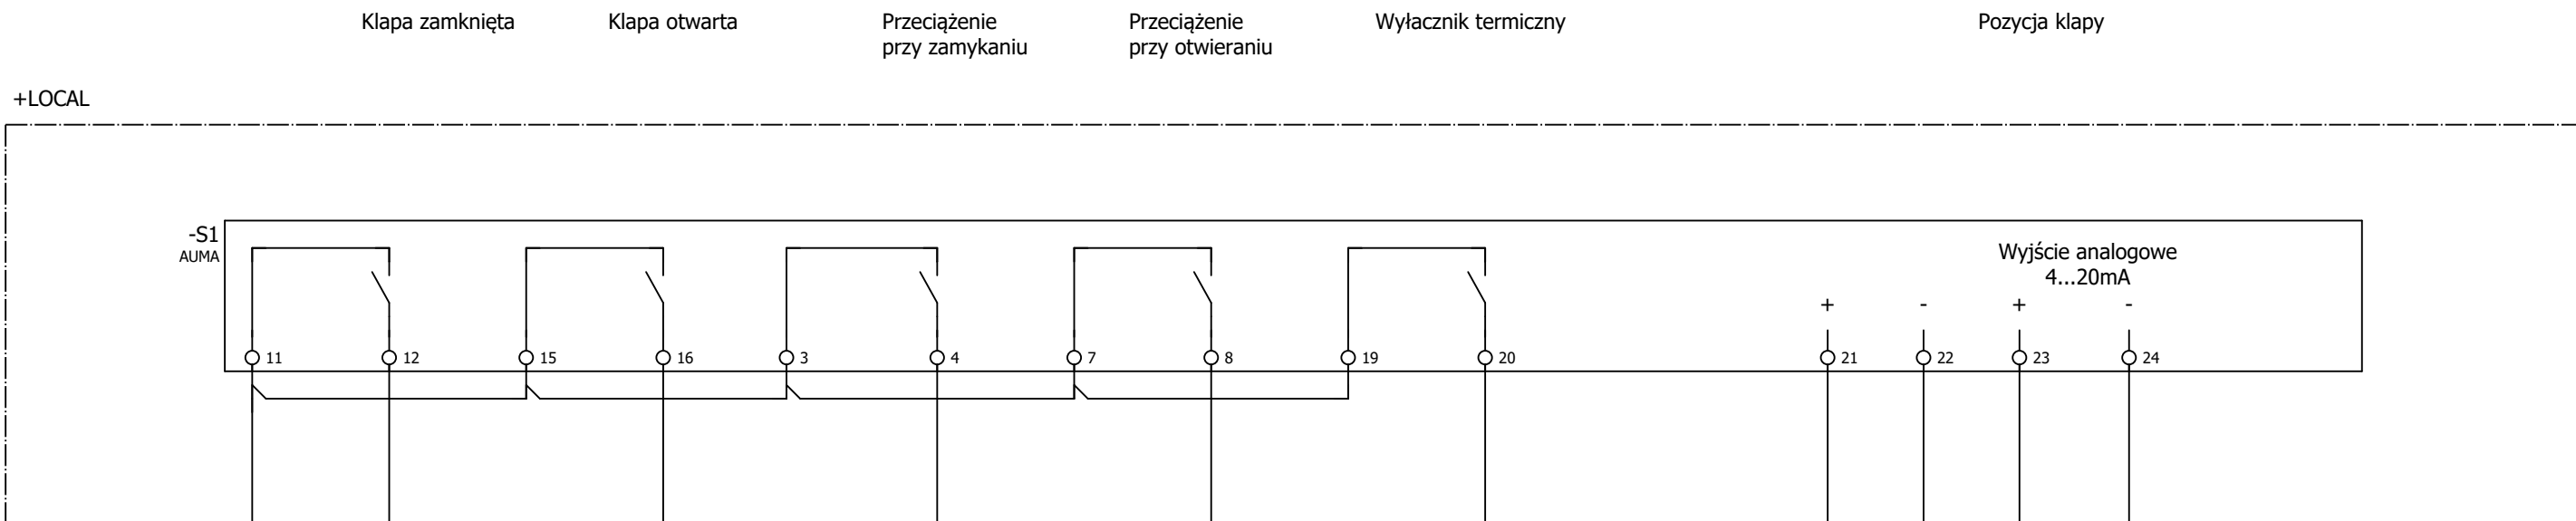 Klapa zamknięta
Klapa otwarta
Przeciążenie
przy zamykaniu
Przeciążenie
przy otwieraniu
Wyłacznik termiczny
Pozycja klapy
+LOCAL
-S1
AUMA
Wyjście analogowe
4...20mA
+ - + -
11 12 15 16 3 4 7 8 19 20 21 22 23 24